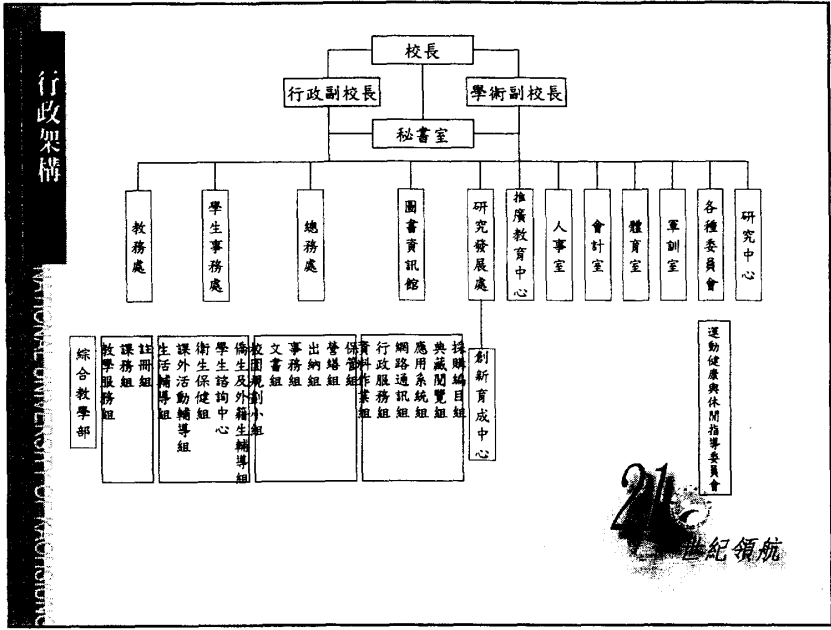 行政架構
NATIONAL UNIVERSITY OF KAOHSIUNG
校長
行政副校長
學術副校長
秘書室
教務處
學生事務處
總務處
圖書資訊館
研究發展處
推廣教育中心
人事室
會計室
體育室
軍訓室
各種委員會
研究中心
綜合教學部
教學服務組
課務組
註冊組
生活輔導組
課外活動輔導組
衛生保健組
學生諮詢中心
僑生及外籍生輔導組
校園規劃小組
文書組
事務組
出納組
營繕組
保管組
資料作業組
行政服務組
網路通訊組
應用系統組
典藏閱覽組
採購編目組
創新育成中心
運動健康與休閒指導委員會
21
世紀領航